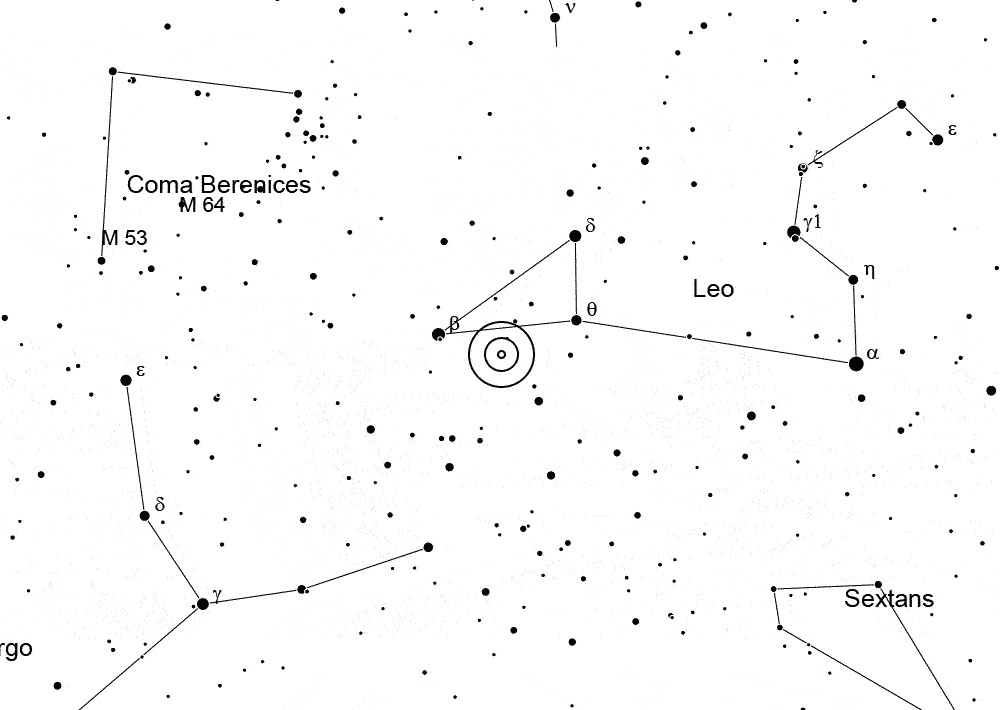 ν
ε
ζ
Coma Berenices
M 64
γ1
δ
M 53
η
Leo
θ
β
α
ε
δ
γ
Sextans
rgo